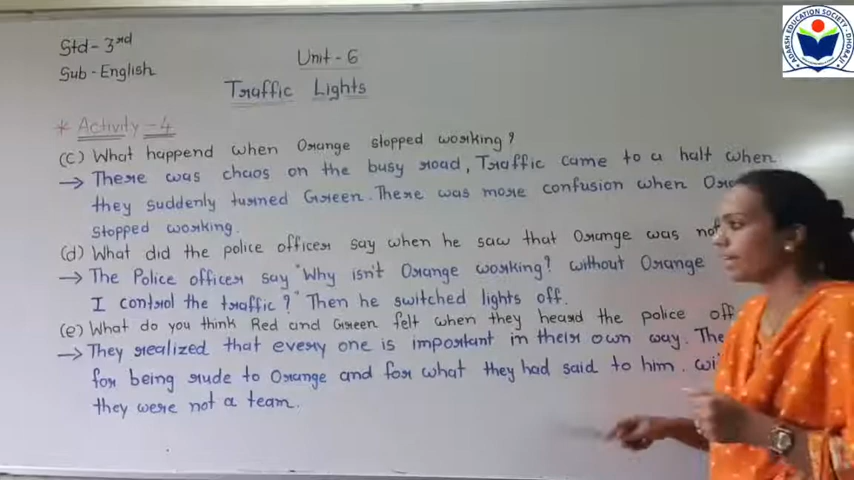 Std - 3rd
Sub - English
Unit - 6
Traffic Lights
* Activity - 4
(c) What happend when Orange stopped working?
→ There was chaos on the busy road, Traffic came to a halt when
they suddenly turned Green. There was more confusion when
stopped working.
(d) What did the police officer say when he saw that Orange was
→ The Police officer say "Why isn't Orange working? without Orange
I control the traffic?" Then he switched lights off.
(e) What do you think Red and Green felt when they heard the police
→ They realized that every one is important in their own way.
for being rude to Orange and for what they had said to him.
they were not a team.
ADARSH EDUCATION SOCIETY - DHORAJI